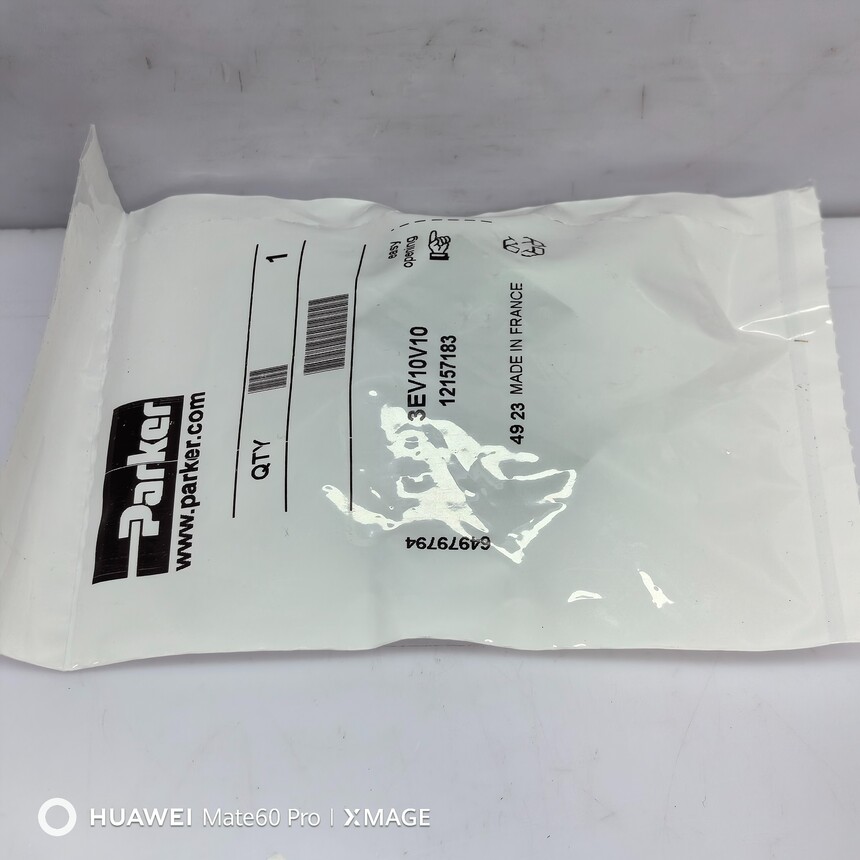 Parker
www.parker.com
QTY
1
easy
opening
3EV10V10
12157183
49 23 MADE IN FRANCE
64979794
HUAWEI Mate60 Pro | XMAGE